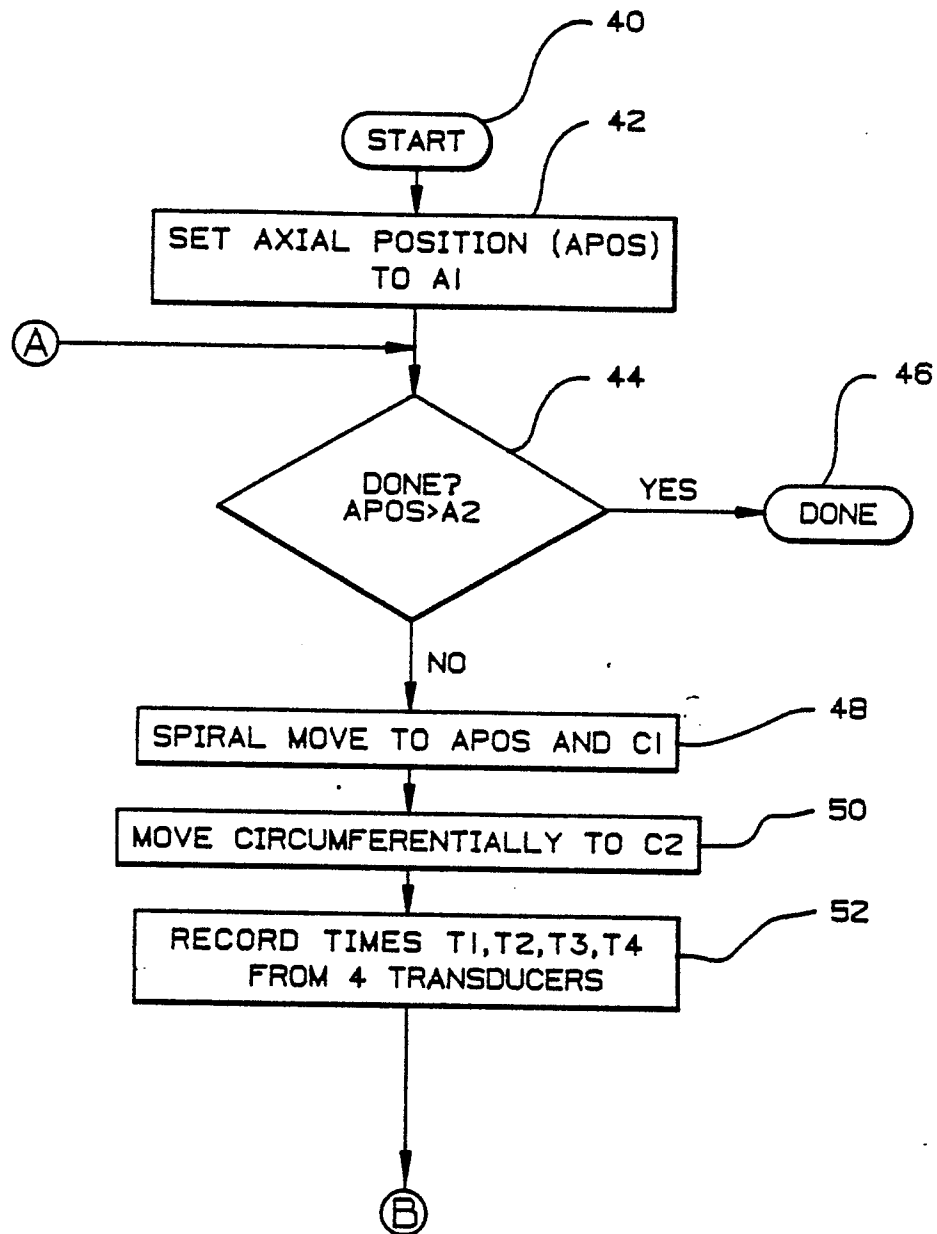 40
START
42
SET AXIAL POSITION (APOS)
TO A1
A
44
46
DONE?
APOS>A2
YES
DONE
NO
48
SPIRAL MOVE TO APOS AND C1
50
MOVE CIRCUMFERENTIALLY TO C2
52
RECORD TIMES T1,T2,T3,T4
FROM 4 TRANSDUCERS
B